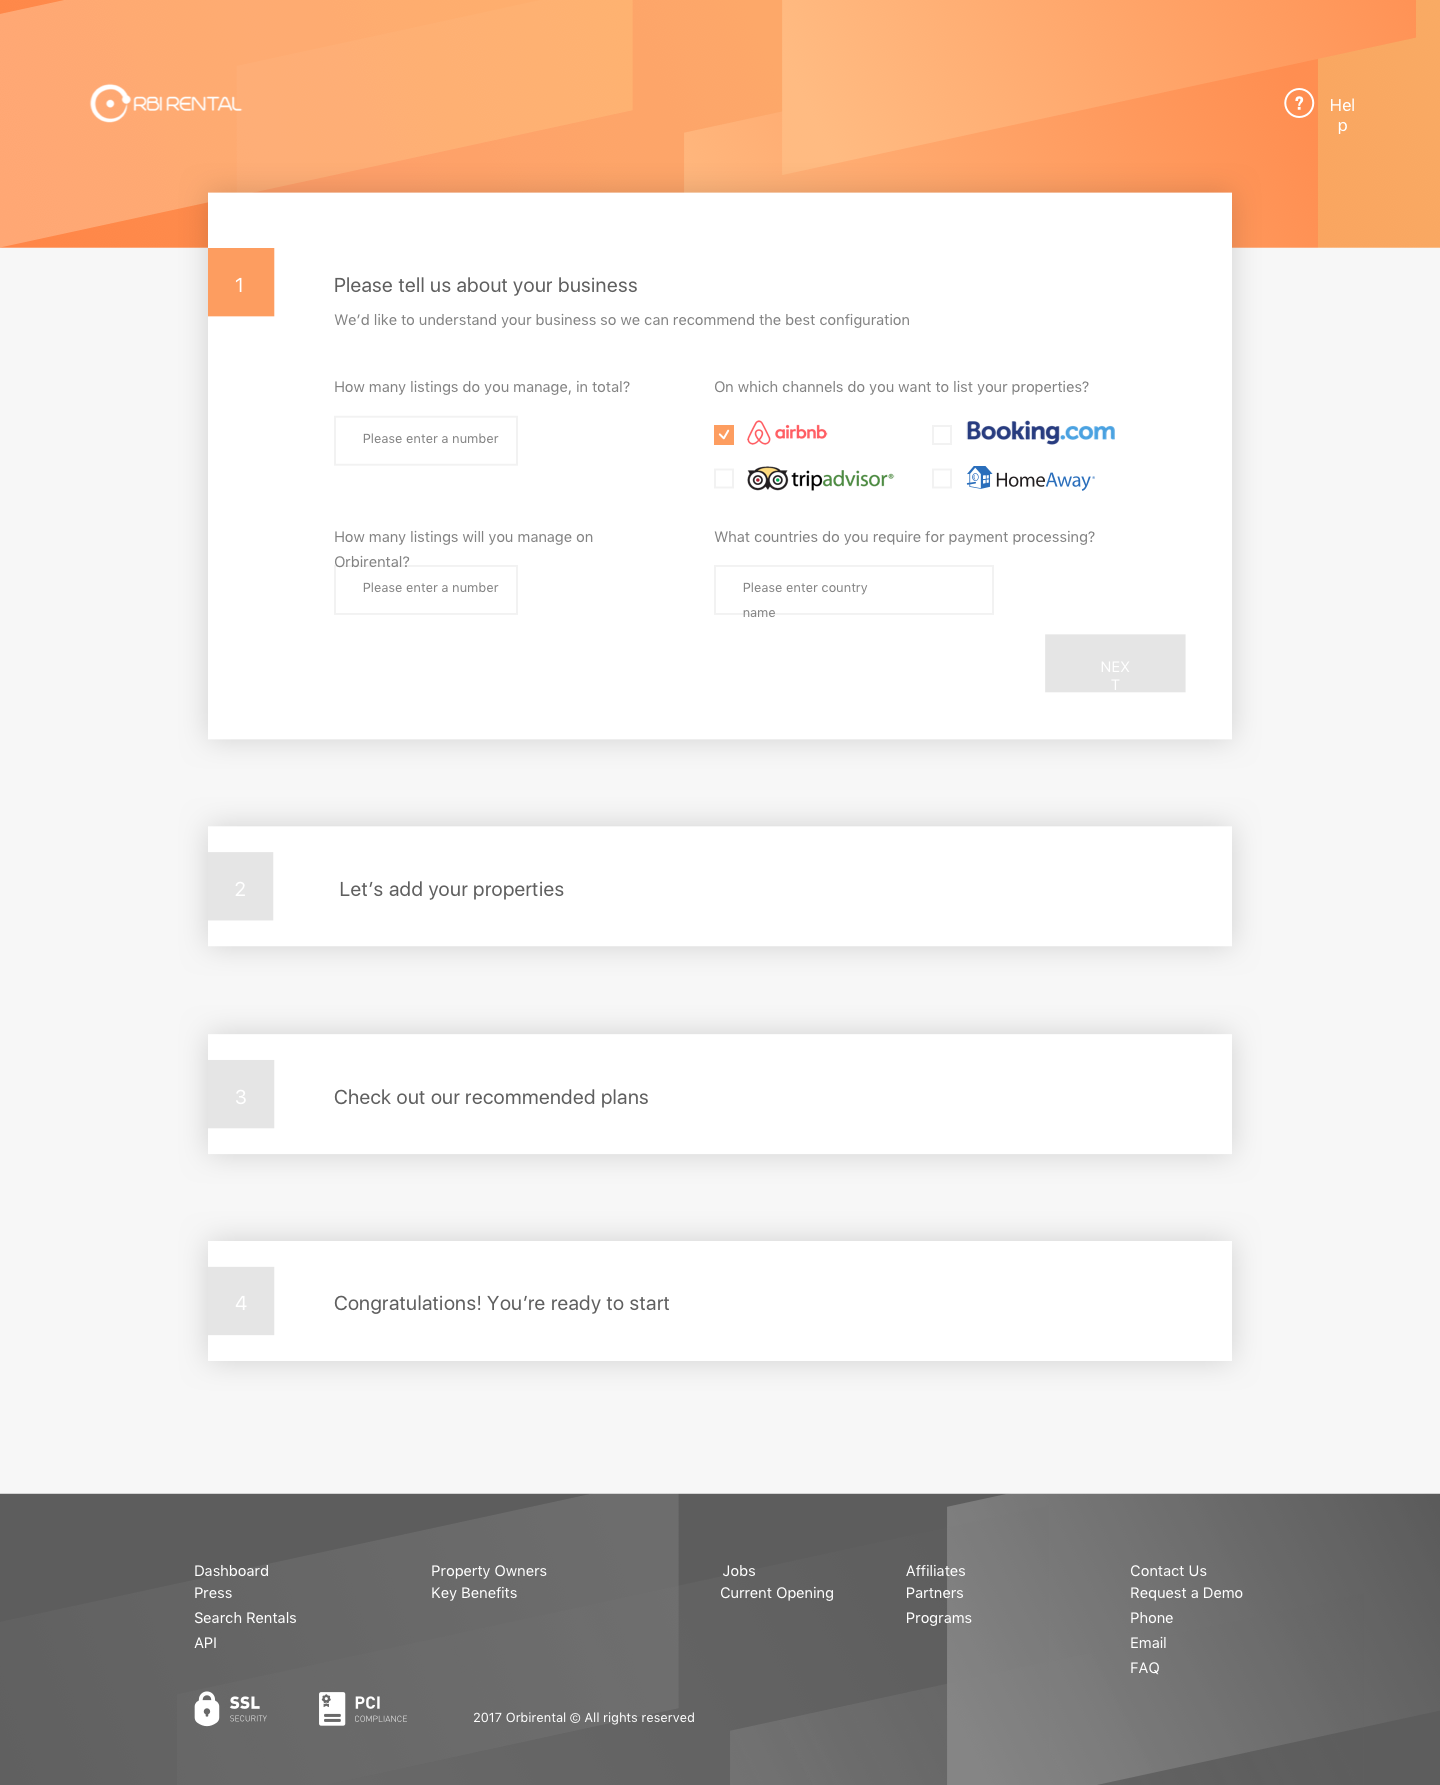 ORBI RENTAL
?
Hel
p
1
Please tell us about your business
We’d like to understand your business so we can recommend the best configuration
How many listings do you manage, in total?
Please enter a number
On which channels do you want to list your properties?
airbnb
Booking.com
tripadvisor®
HomeAway
How many listings will you manage on
Orbirental?
Please enter a number
What countries do you require for payment processing?
Please enter country
name
NEX
T
2
Let’s add your properties
3
Check out our recommended plans
4
Congratulations! You’re ready to start
Dashboard
Press
Search Rentals
API
Property Owners
Key Benefits
Jobs
Current Opening
Affiliates
Partners
Programs
Contact Us
Request a Demo
Phone
Email
FAQ
SSL
SECURITY
PCI
COMPLIANCE
2017 Orbirental © All rights reserved